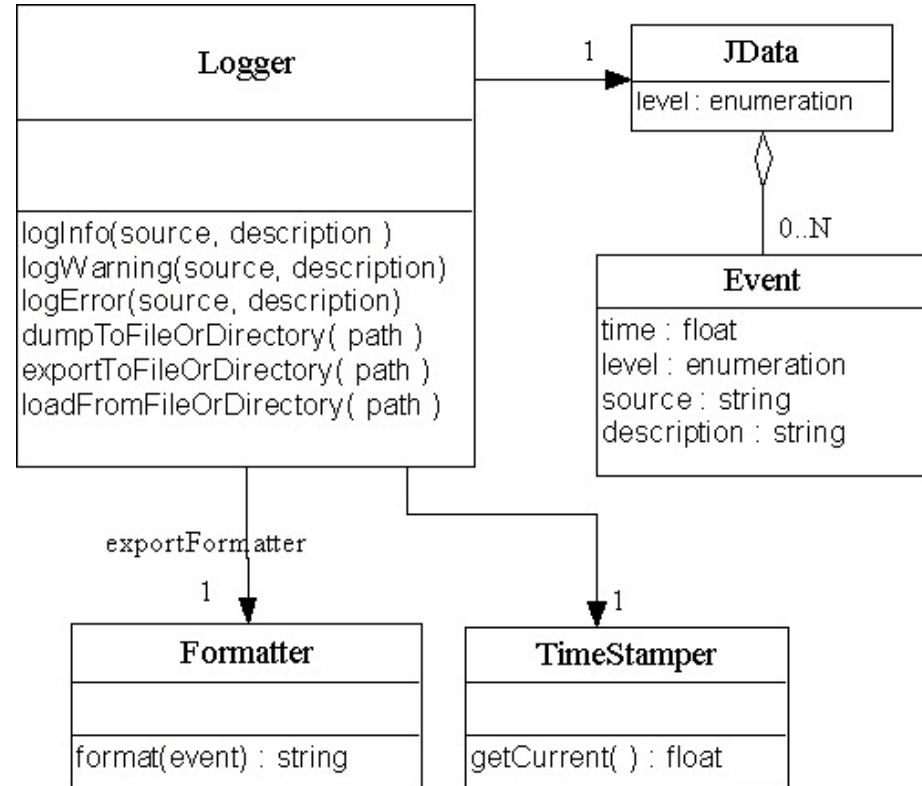 Logger
logInfo(source, description )
logWarning(source, description)
logError(source, description)
dumpToFileOrDirectory( path )
exportToFileOrDirectory( path )
loadFromFileOrDirectory( path )
1
JData
level : enumeration
0..N
Event
time : float
level : enumeration
source : string
description : string
exportFormatter
1
Formatter
format(event) : string
1
TimeStamper
getCurrent( ) : float